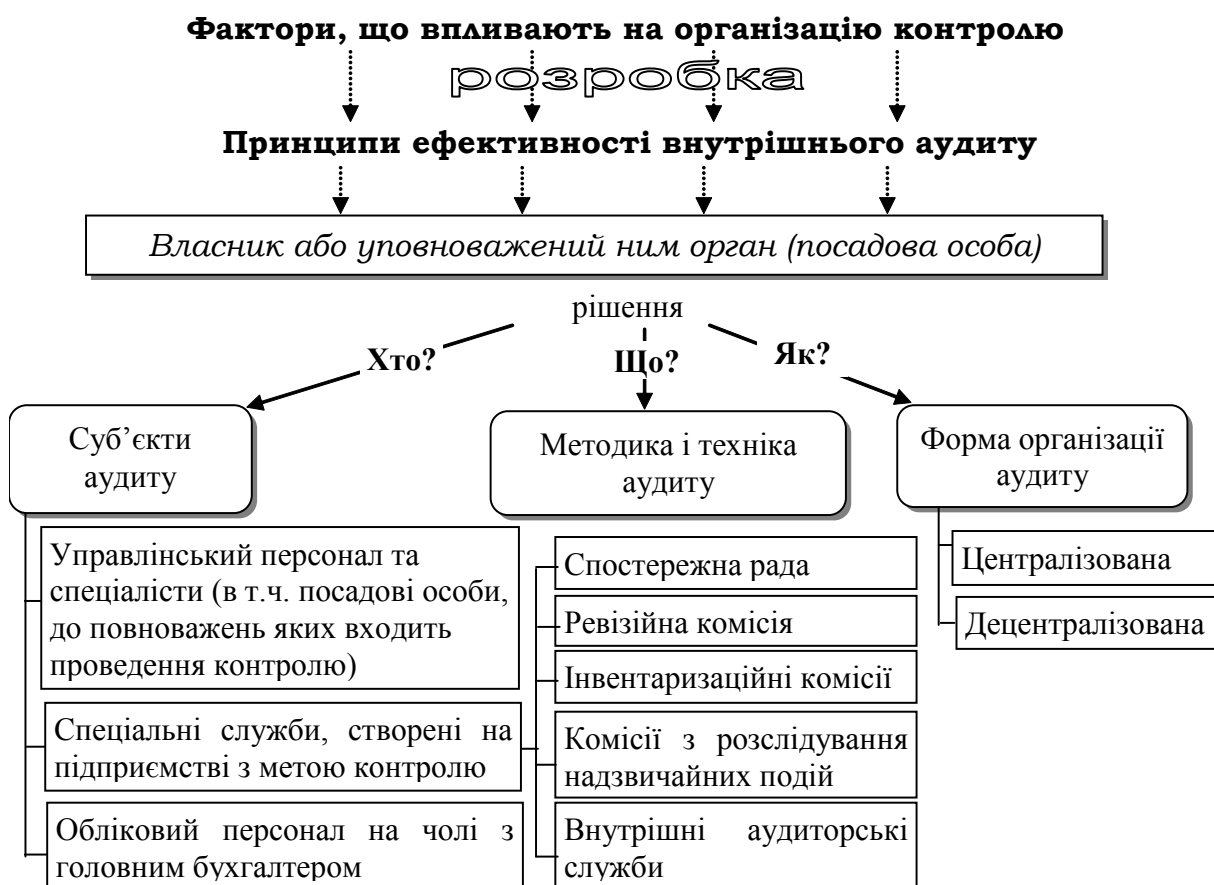 Фактори, що впливають на організацію контролю
розробка
Принципи ефективності внутрішнього аудиту
Власник або уповноважений ним орган (посадова особа)
рішення
Хто?
Що?
Як?
Суб’єкти
аудиту
Методика і техніка
аудиту
Форма організації
аудиту
Управлінський персонал та
спеціалісти (в т.ч. посадові особи,
до повноважень яких входить
проведення контролю)
Спеціальні служби, створені на
підприємстві з метою контролю
Обліковий персонал на чолі з
головним бухгалтером
Спостережна рада
Ревізійна комісія
Інвентаризаційні комісії
Комісії з розслідування
надзвичайних подій
Внутрішні аудиторські
служби
Централізована
Децентралізована